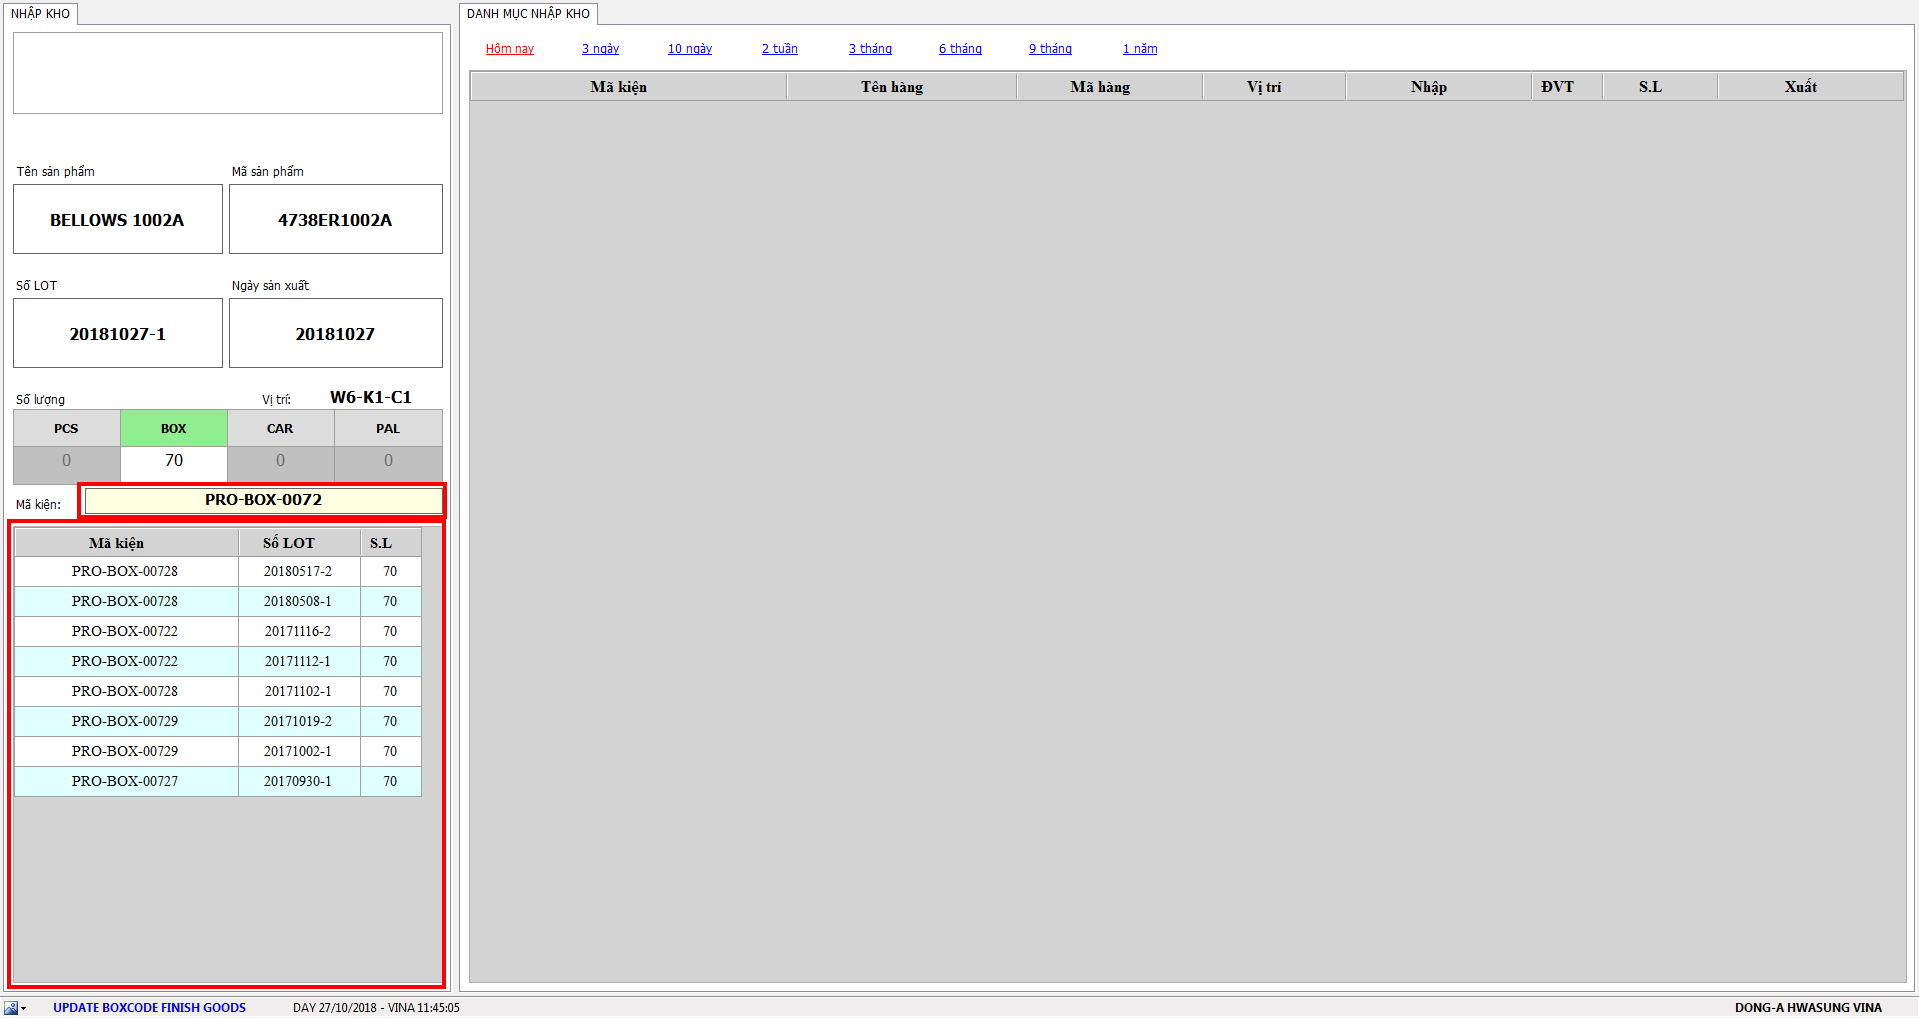 NHẬP KHO
Tên sản phẩm Mã sản phẩm
BELLOWS 1002A 4738ER1002A
Số LOT Ngày sản xuất
20181027-1 20181027
Số lượng Vị trí: W6-K1-C1
PCS BOX CAR PAL
0 70 0 0
Mã kiện: PRO-BOX-0072
Mã kiện Số LOT S.L
PRO-BOX-00728 20180517-2 70
PRO-BOX-00728 20180508-1 70
PRO-BOX-00722 20171116-2 70
PRO-BOX-00722 20171112-1 70
PRO-BOX-00728 20171102-1 70
PRO-BOX-00729 20171019-2 70
PRO-BOX-00729 20171002-1 70
PRO-BOX-00727 20170930-1 70
DANH MỤC NHẬP KHO
Hôm nay 3 ngày 10 ngày 2 tuần 3 tháng 6 tháng 9 tháng 1 năm
Mã kiện Tên hàng Mã hàng Vị trí Nhập ĐVT S.L Xuất
UPDATE BOXCODE FINISH GOODS DAY 27/10/2018 - VINA 11:45:05 DONG-A HWASUNG VINA